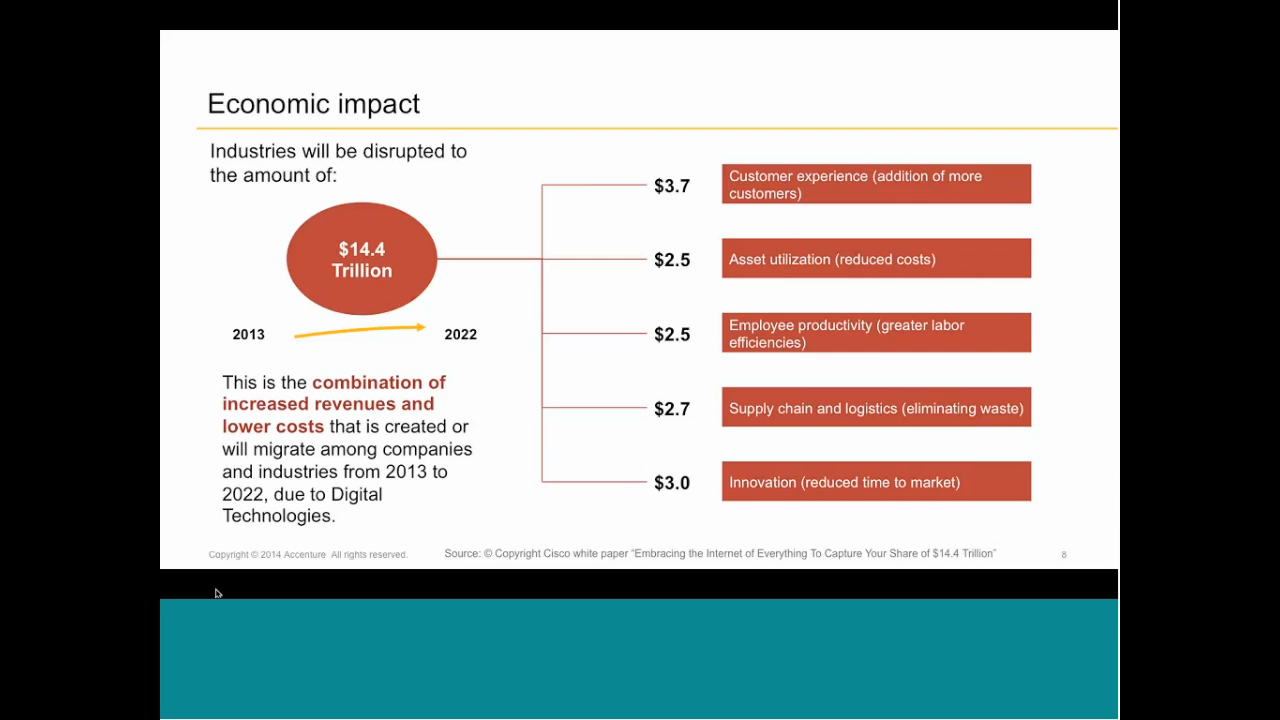 Economic impact
Industries will be disrupted to
the amount of:
$14.4
Trillion
2013
2022
This is the combination of
increased revenues and
lower costs that is created or
will migrate among companies
and industries from 2013 to
2022, due to Digital
Technologies.
$3.7
Customer experience (addition of more
customers)
$2.5
Asset utilization (reduced costs)
$2.5
Employee productivity (greater labor
efficiencies)
$2.7
Supply chain and logistics (eliminating waste)
$3.0
Innovation (reduced time to market)
Copyright © 2014 Accenture All rights reserved.
Source: © Copyright Cisco white paper “Embracing the Internet of Everything To Capture Your Share of $14.4 Trillion”
8